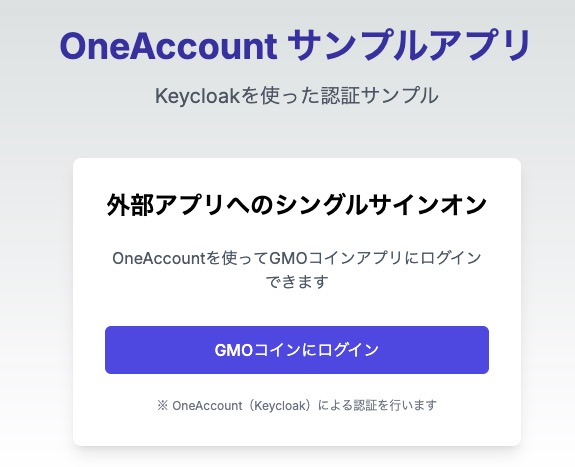 OneAccount サンプルアプリ
Keycloakを使った認証サンプル
外部アプリへのシングルサインオン
OneAccountを使ってGMOコインアプリにログイン
できます
GMOコインにログイン
※ OneAccount（Keycloak）による認証を行います